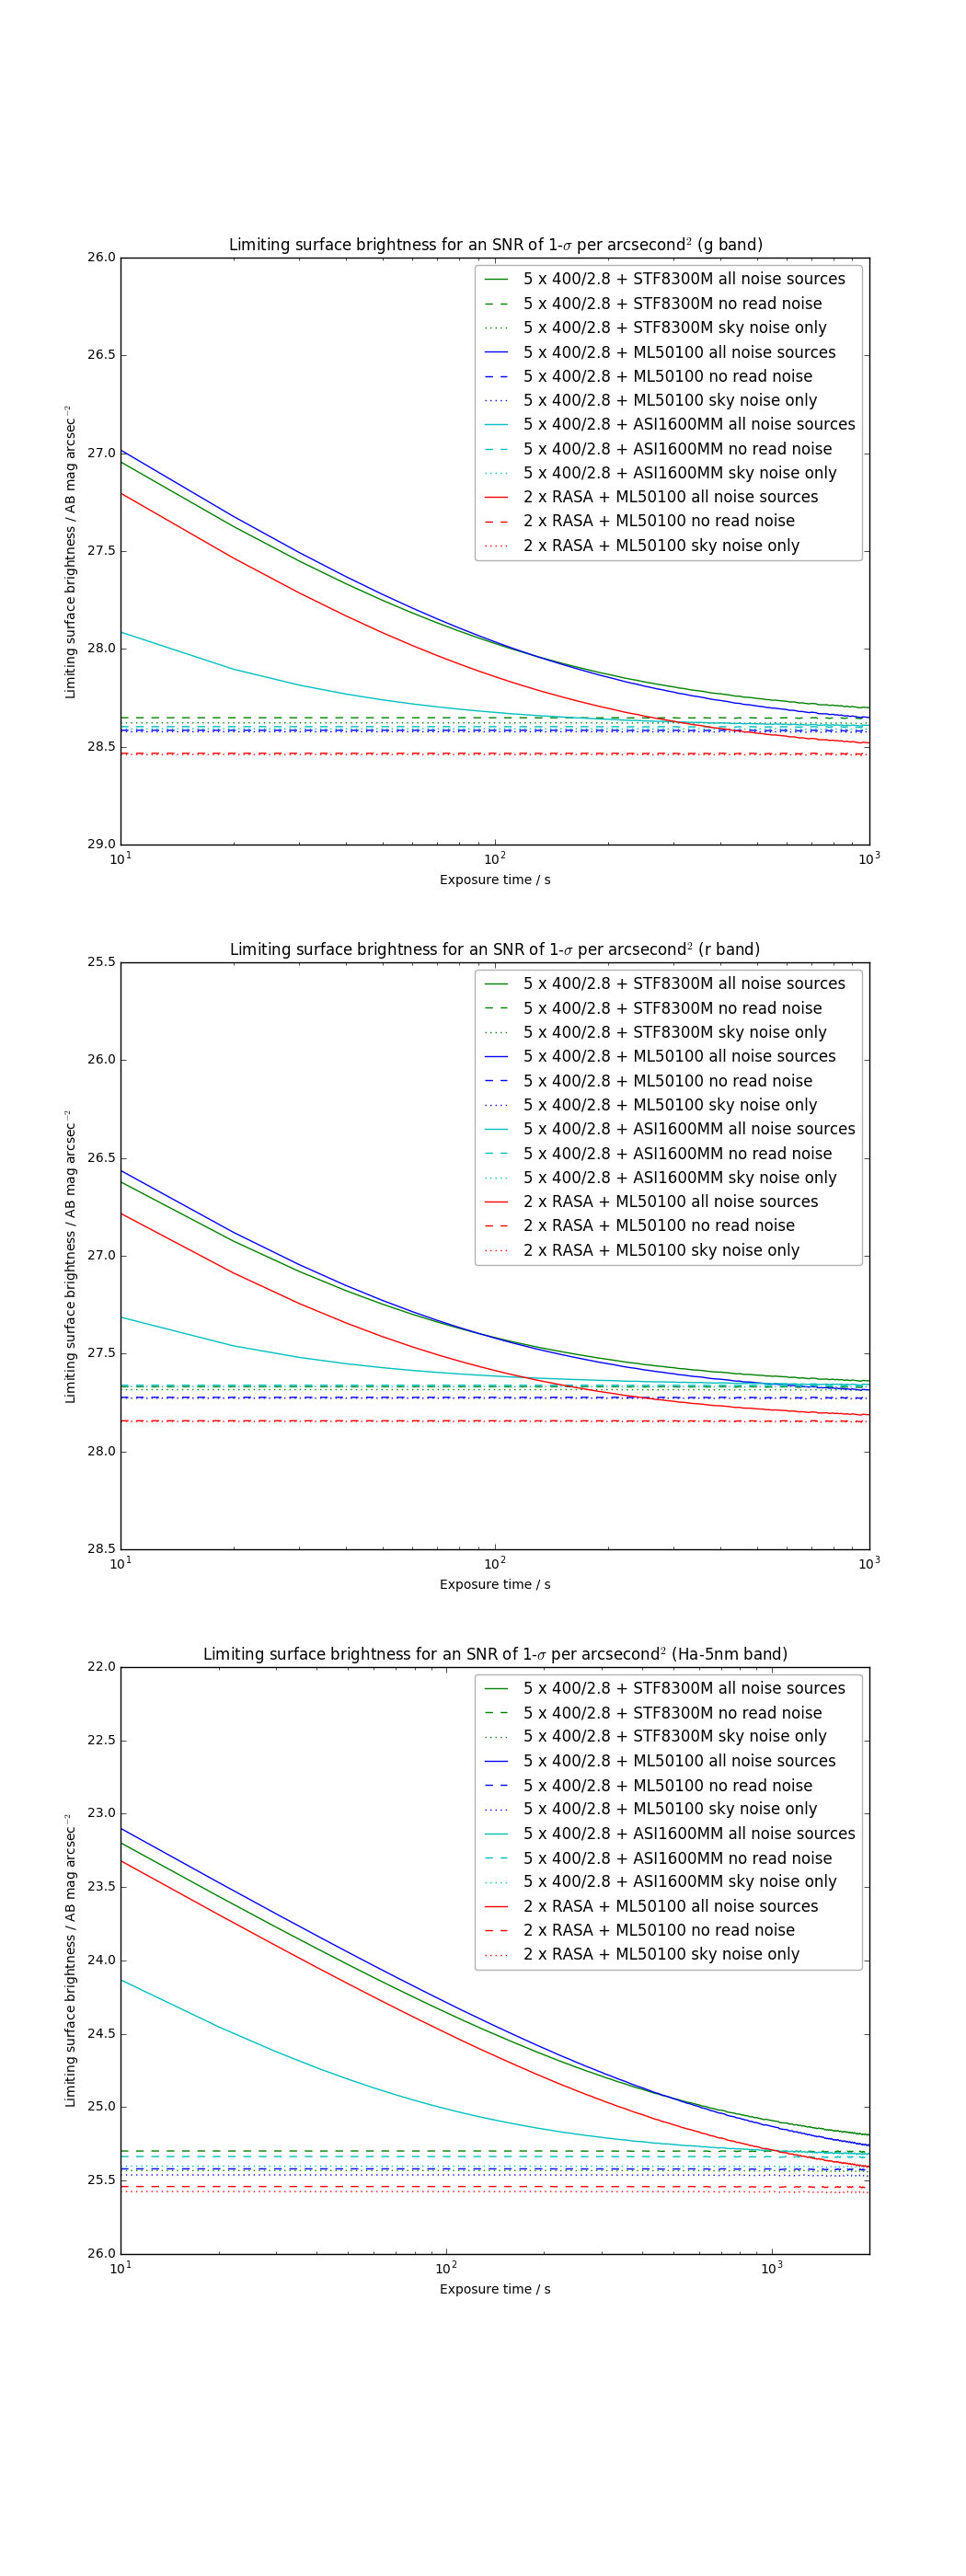 Limiting surface brightness for an SNR of 1-σ per arcsecond² (g band)
26.0
26.5
27.0
27.5
28.0
28.5
29.0
Limiting surface brightness / AB mag arcsec⁻²
5 x 400/2.8 + STF8300M all noise sources
5 x 400/2.8 + STF8300M no read noise
5 x 400/2.8 + STF8300M sky noise only
5 x 400/2.8 + ML50100 all noise sources
5 x 400/2.8 + ML50100 no read noise
5 x 400/2.8 + ML50100 sky noise only
5 x 400/2.8 + ASI1600MM all noise sources
5 x 400/2.8 + ASI1600MM no read noise
5 x 400/2.8 + ASI1600MM sky noise only
2 x RASA + ML50100 all noise sources
2 x RASA + ML50100 no read noise
2 x RASA + ML50100 sky noise only
10¹ 10² 10³
Exposure time / s
Limiting surface brightness for an SNR of 1-σ per arcsecond² (r band)
25.5
26.0
26.5
27.0
27.5
28.0
28.5
Limiting surface brightness / AB mag arcsec⁻²
5 x 400/2.8 + STF8300M all noise sources
5 x 400/2.8 + STF8300M no read noise
5 x 400/2.8 + STF8300M sky noise only
5 x 400/2.8 + ML50100 all noise sources
5 x 400/2.8 + ML50100 no read noise
5 x 400/2.8 + ML50100 sky noise only
5 x 400/2.8 + ASI1600MM all noise sources
5 x 400/2.8 + ASI1600MM no read noise
5 x 400/2.8 + ASI1600MM sky noise only
2 x RASA + ML50100 all noise sources
2 x RASA + ML50100 no read noise
2 x RASA + ML50100 sky noise only
10¹ 10² 10³
Exposure time / s
Limiting surface brightness for an SNR of 1-σ per arcsecond² (Ha-5nm band)
22.0
22.5
23.0
23.5
24.0
24.5
25.0
25.5
26.0
Limiting surface brightness / AB mag arcsec⁻²
5 x 400/2.8 + STF8300M all noise sources
5 x 400/2.8 + STF8300M no read noise
5 x 400/2.8 + STF8300M sky noise only
5 x 400/2.8 + ML50100 all noise sources
5 x 400/2.8 + ML50100 no read noise
5 x 400/2.8 + ML50100 sky noise only
5 x 400/2.8 + ASI1600MM all noise sources
5 x 400/2.8 + ASI1600MM no read noise
5 x 400/2.8 + ASI1600MM sky noise only
2 x RASA + ML50100 all noise sources
2 x RASA + ML50100 no read noise
2 x RASA + ML50100 sky noise only
10¹ 10² 10³
Exposure time / s